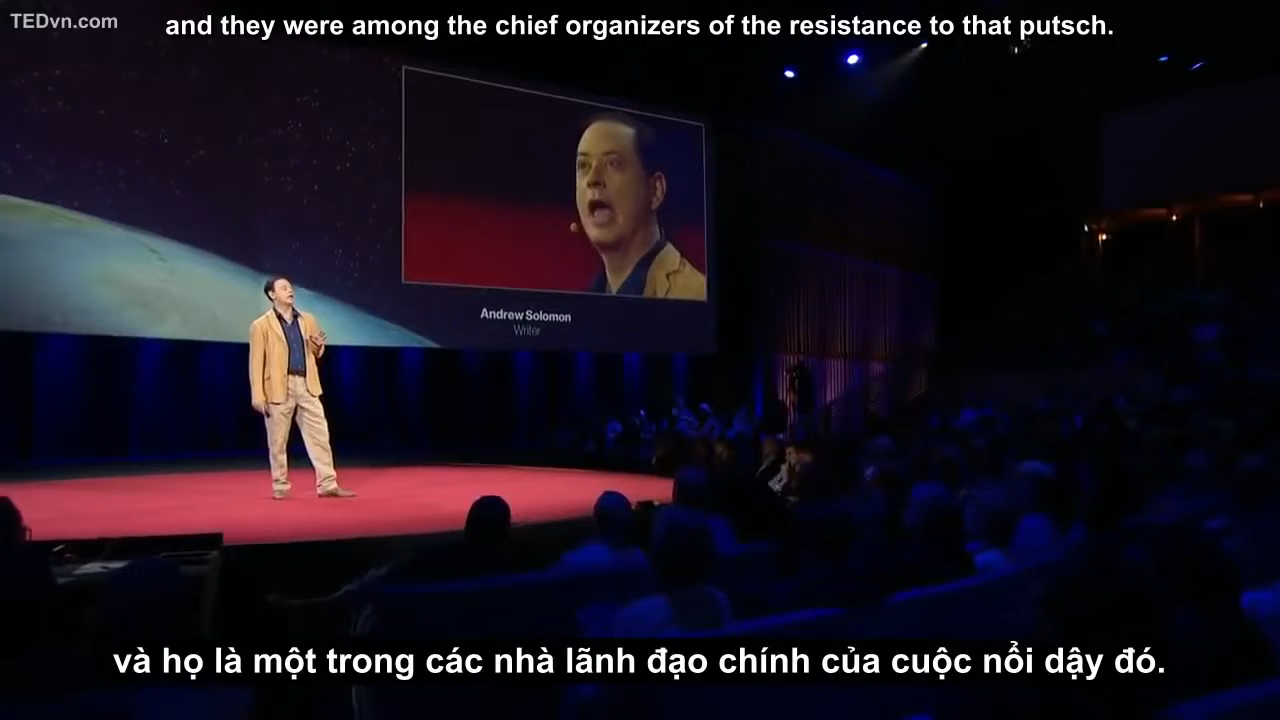 TEDvn.com
and they were among the chief organizers of the resistance to that putsch.
Andrew Solomon
Writer
và họ là một trong các nhà lãnh đạo chính của cuộc nổi dậy đó.